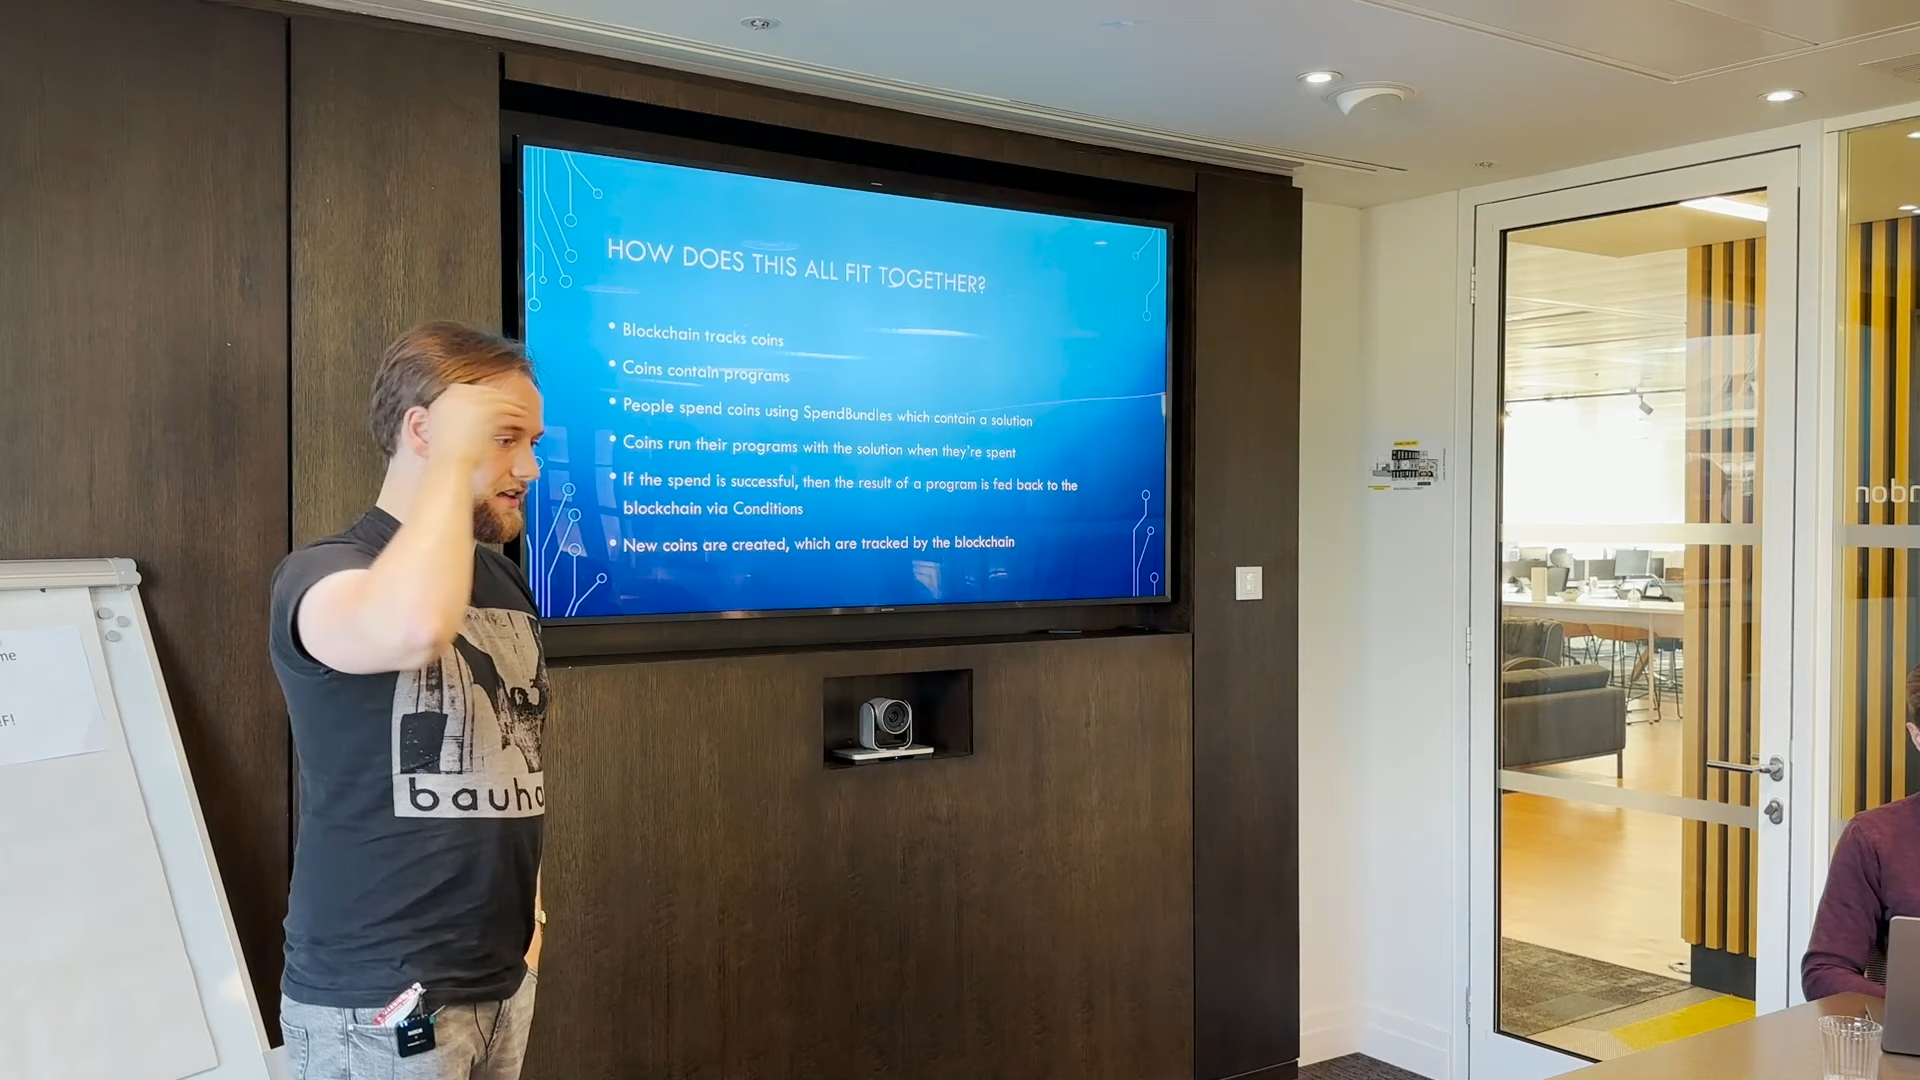 HOW DOES THIS ALL FIT TOGETHER?
• Blockchain tracks coins
• Coins contain programs
• People spend coins using SpendBundles which contain a solution
• Coins run their programs with the solution when they're spent
• If the spend is successful, then the result of a program is fed back to the
blockchain via Conditions
• New coins are created, which are tracked by the blockchain
me
F!
bauha